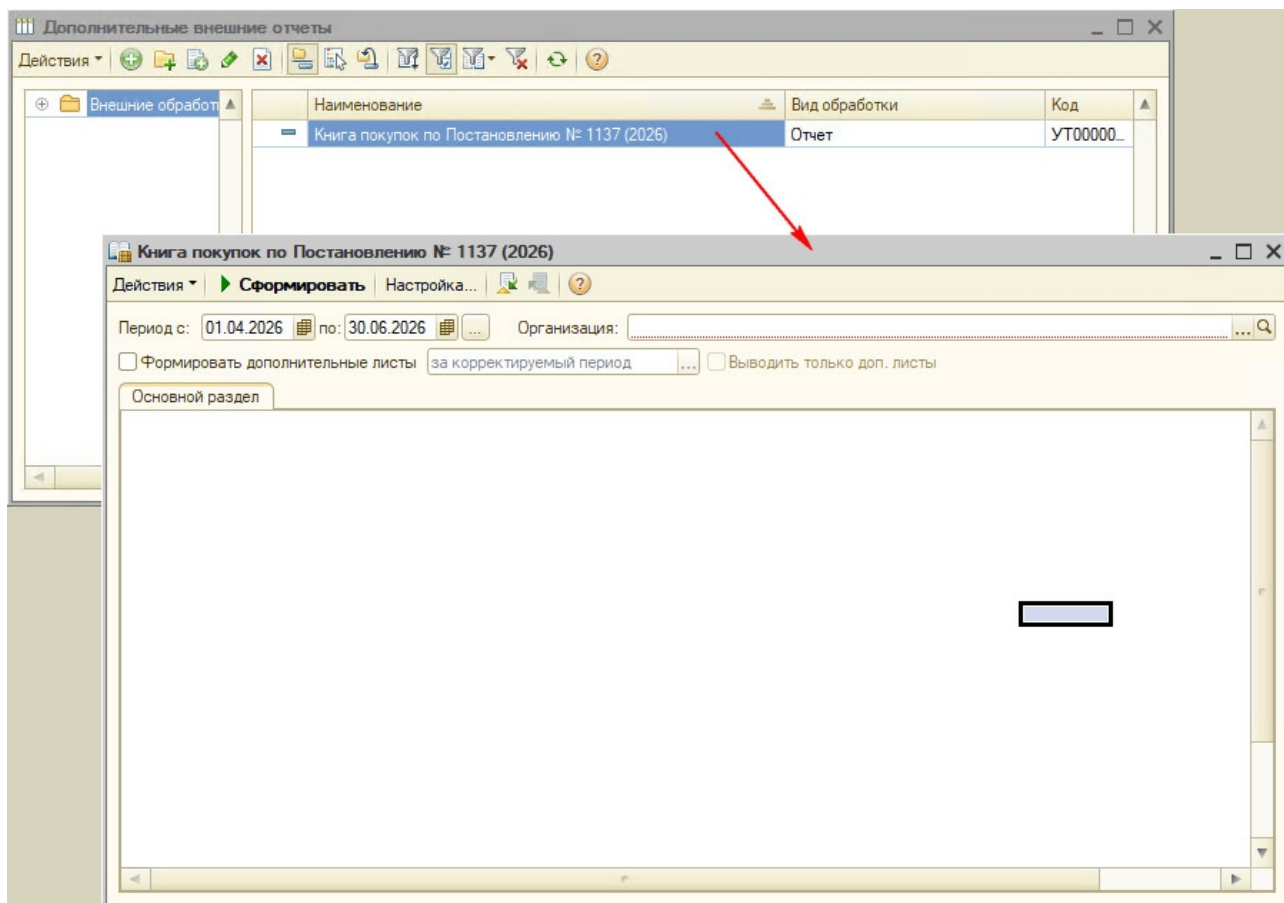 Дополнительные внешние отчеты
Действия
Внешние обработ
Наименование Вид обработки Код
Книга покупок по Постановлению № 1137 (2026) Отчет УТ00000...
Книга покупок по Постановлению № 1137 (2026)
Действия Сформировать Настройка...
Период с: 01.04.2026 по: 30.06.2026 ... Организация: ...
Формировать дополнительные листы за корректируемый период ... Выводить только доп. листы
Основной раздел